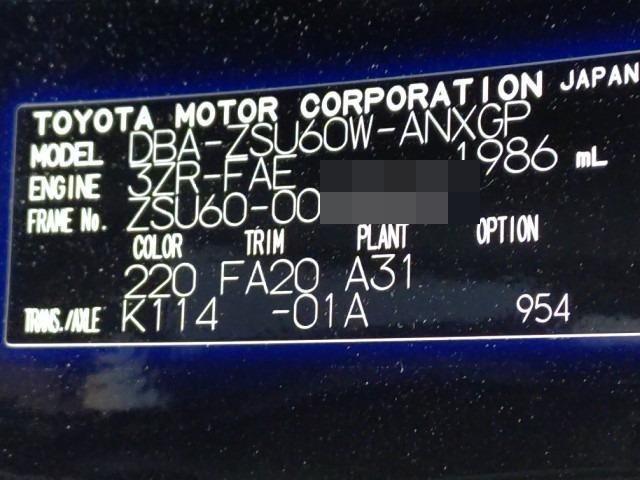 TOYOTA MOTOR CORPORATION JAPAN
MODEL DBA-ZSU60W-ANXGP
ENGINE 3ZR-FAE 1986 mL
FRAME No. ZSU60-00
COLOR TRIM PLANT OPTION
220 FA20 A31
TRANS./AXLE K114 -01A 954